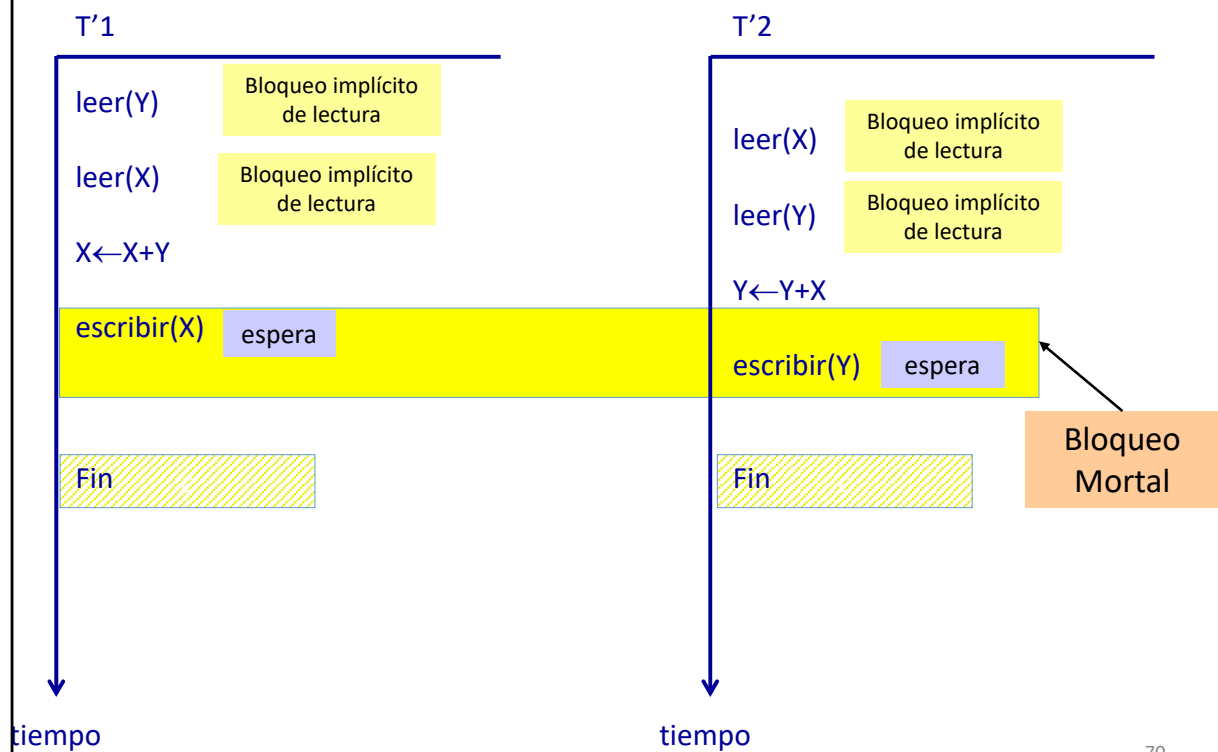 T’1
leer(Y)
Bloqueo implícito
de lectura
leer(X)
Bloqueo implícito
de lectura
X←X+Y
escribir(X)
espera
Fin
tiempo
T’2
leer(X)
Bloqueo implícito
de lectura
leer(Y)
Bloqueo implícito
de lectura
Y←Y+X
escribir(Y)
espera
Fin
tiempo
Bloqueo
Mortal